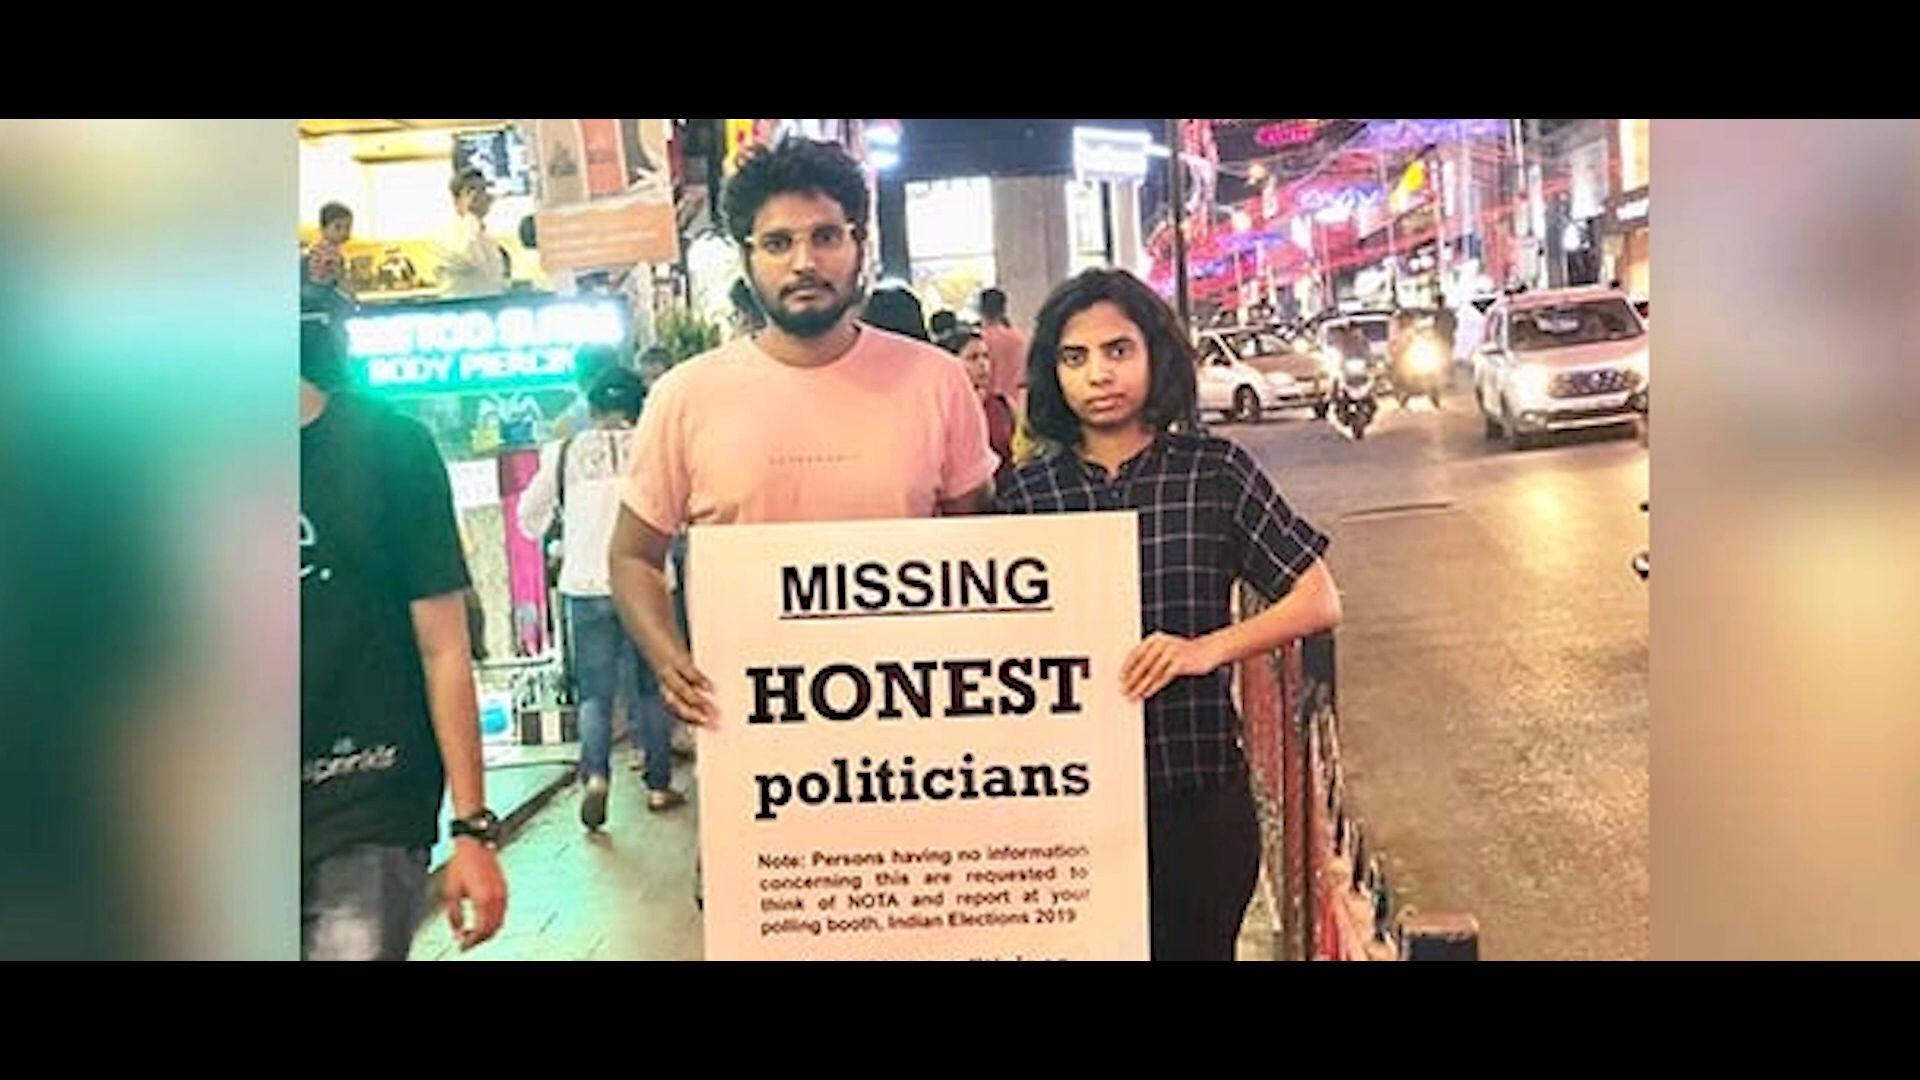 BODY PIERCIN
MISSING
HONEST
politicians
Note: Persons having no information
concerning this are requested to
think of NOTA and report at your
polling booth, Indian Elections 2019